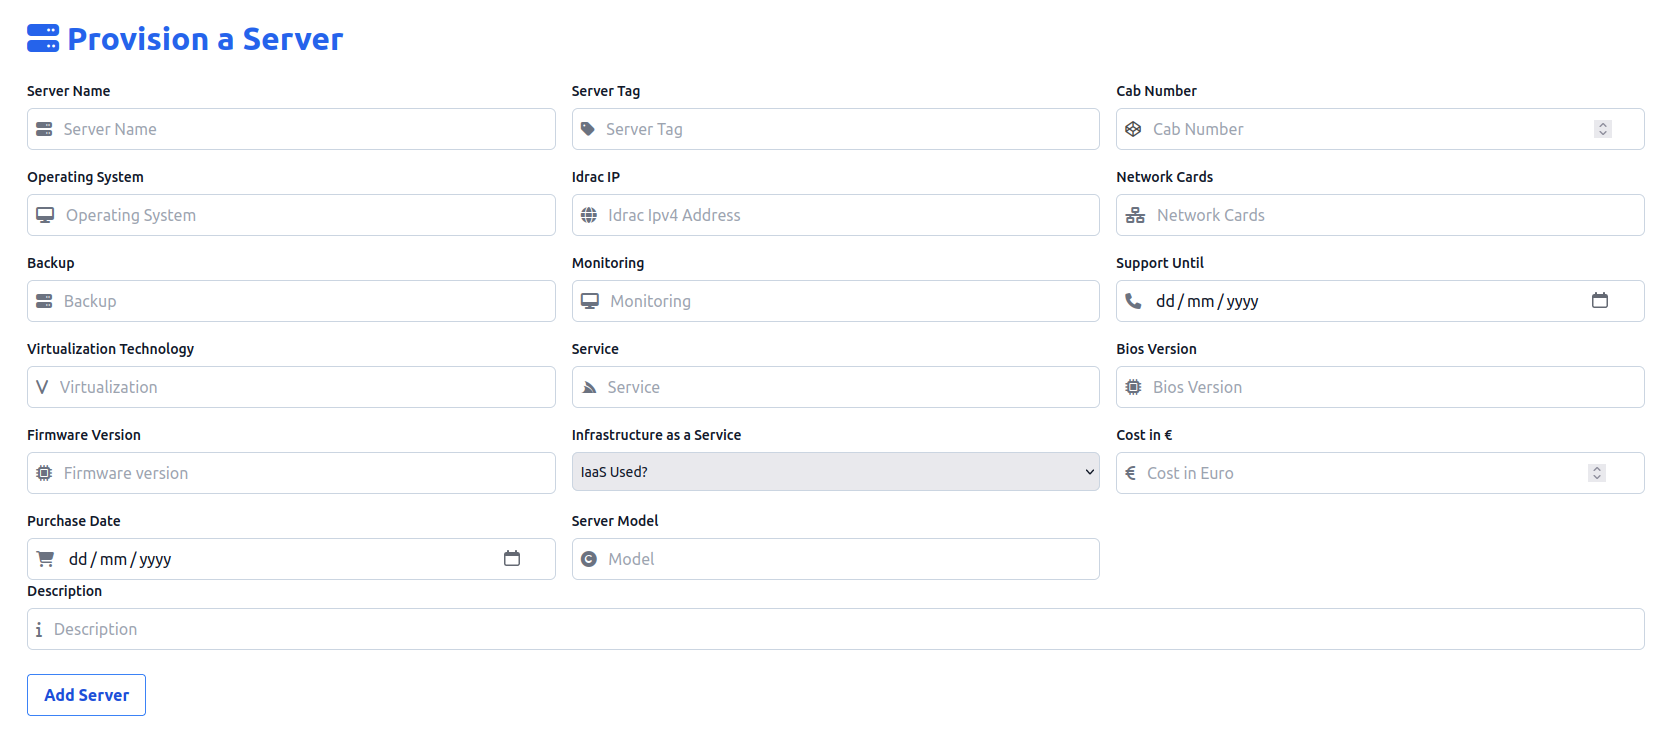 Provision a Server
Server Name Server Tag Cab Number
Server Name Server Tag Cab Number
Operating System Idrac IP Network Cards
Operating System Idrac Ipv4 Address Network Cards
Backup Monitoring Support Until
Backup Monitoring dd/mm/yyyy
Virtualization Technology Service Bios Version
Virtualization Service Bios Version
Firmware Version Infrastructure as a Service Cost in €
Firmware version IaaS Used? € Cost in Euro
Purchase Date Server Model
dd/mm/yyyy Model
Description
Description
Add Server